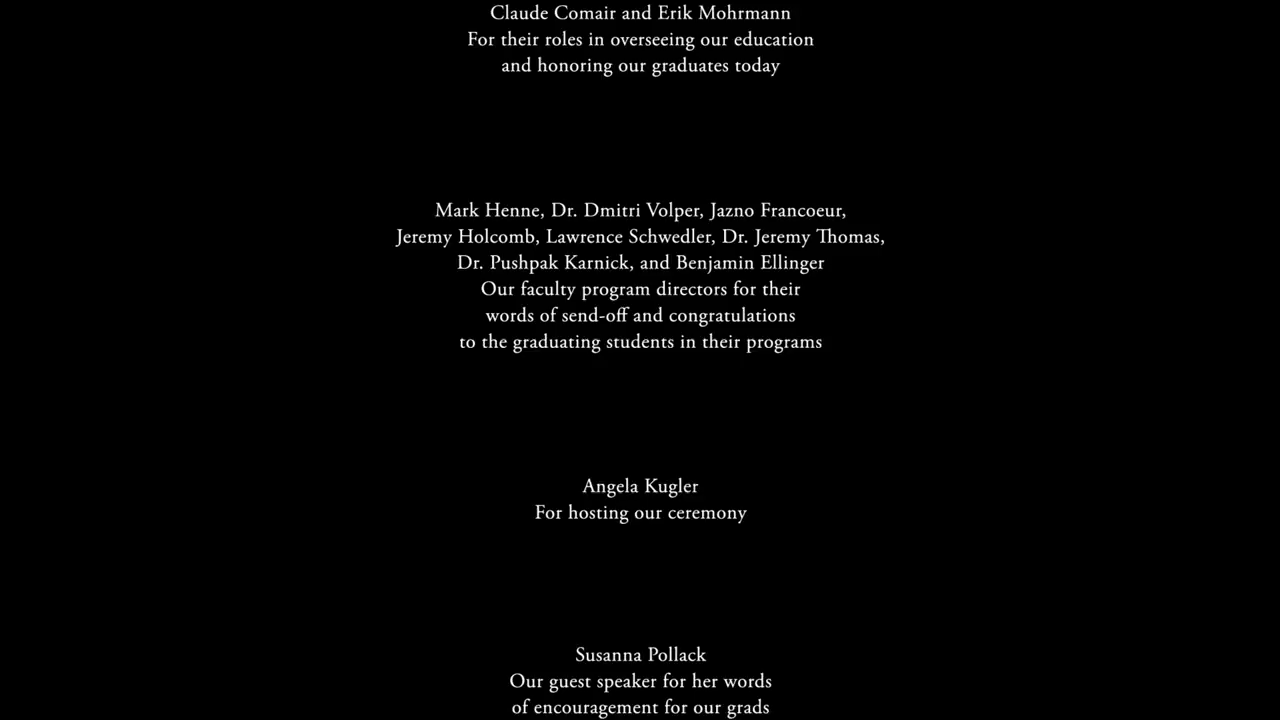 Claude Comair and Erik Mohrmann
For their roles in overseeing our education
and honoring our graduates today
Mark Henne, Dr. Dmitri Volper, Jazno Francoeur,
Jeremy Holcomb, Lawrence Schwedler, Dr. Jeremy Thomas,
Dr. Pushpak Karnick, and Benjamin Ellinger
Our faculty program directors for their
words of send-off and congratulations
to the graduating students in their programs
Angela Kugler
For hosting our ceremony
Susanna Pollack
Our guest speaker for her words
of encouragement for our grads